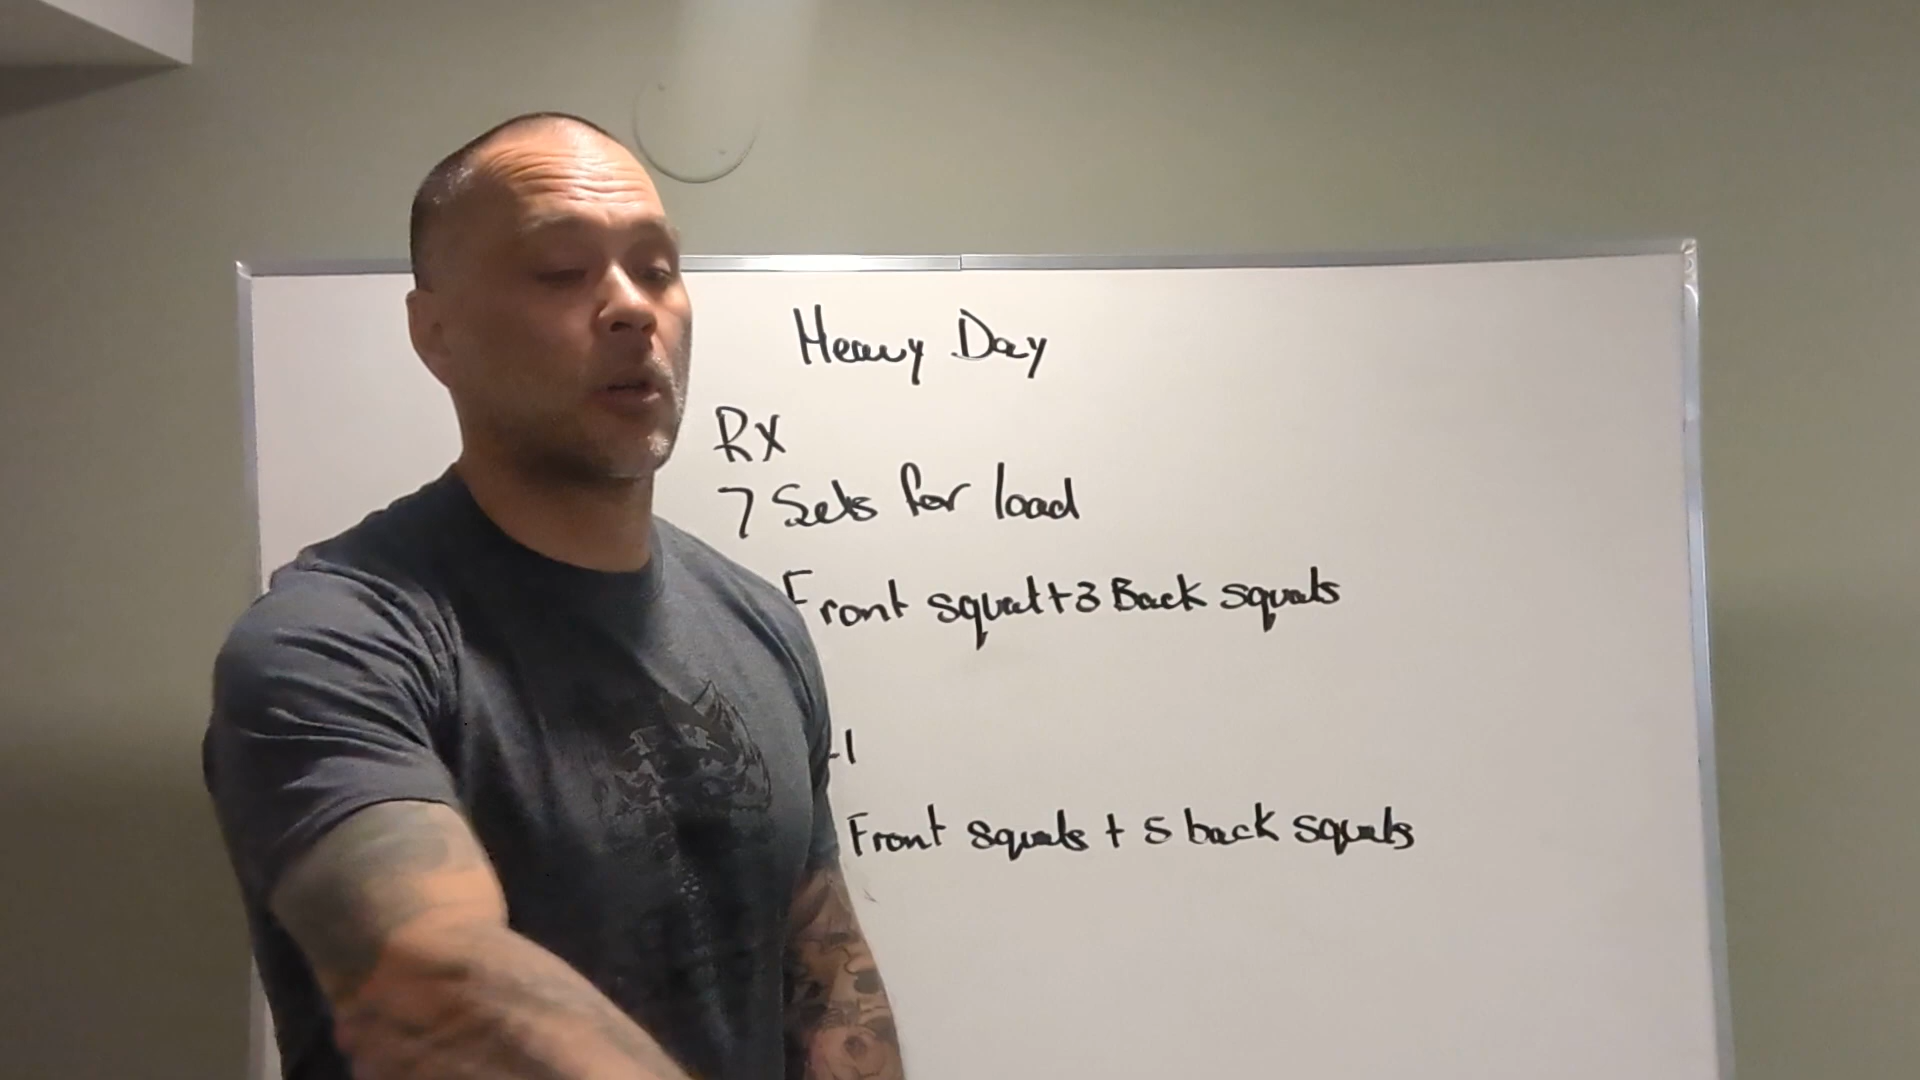 Heavy Day
RX
7 Sets for load
Front squat + 3 Back squats
-1
Front squats + 5 back squats